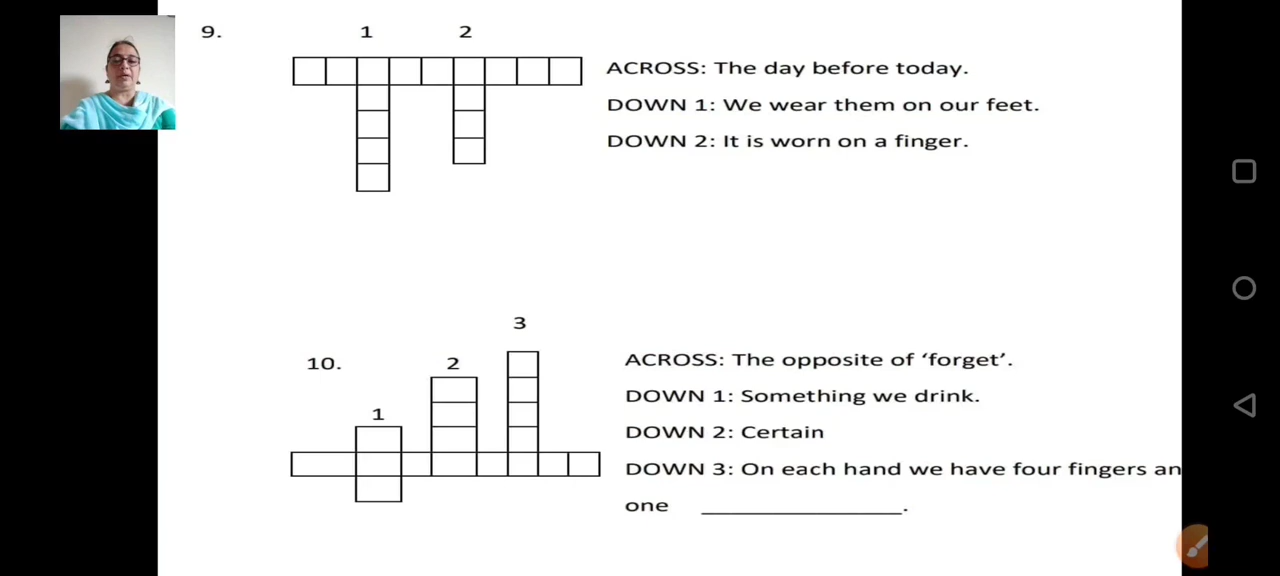 9. 1 2
ACROSS: The day before today.
DOWN 1: We wear them on our feet.
DOWN 2: It is worn on a finger.
3
10. 2 ACROSS: The opposite of ‘forget’.
DOWN 1: Something we drink.
1
DOWN 2: Certain
DOWN 3: On each hand we have four fingers an
one ________________.